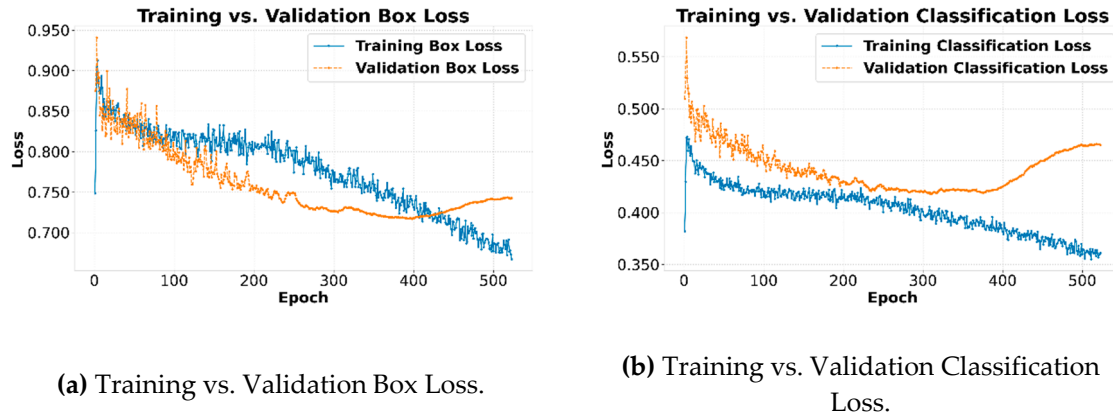 Training vs. Validation Box Loss
0.950
0.900
0.850
0.800
0.750
0.700
Loss
0 100 200 300 400 500
Epoch
Training Box Loss
Validation Box Loss
(a) Training vs. Validation Box Loss.
Training vs. Validation Classification Loss
0.550
0.500
0.450
0.400
0.350
Loss
0 100 200 300 400 500
Epoch
Training Classification Loss
Validation Classification Loss
(b) Training vs. Validation Classification
Loss.